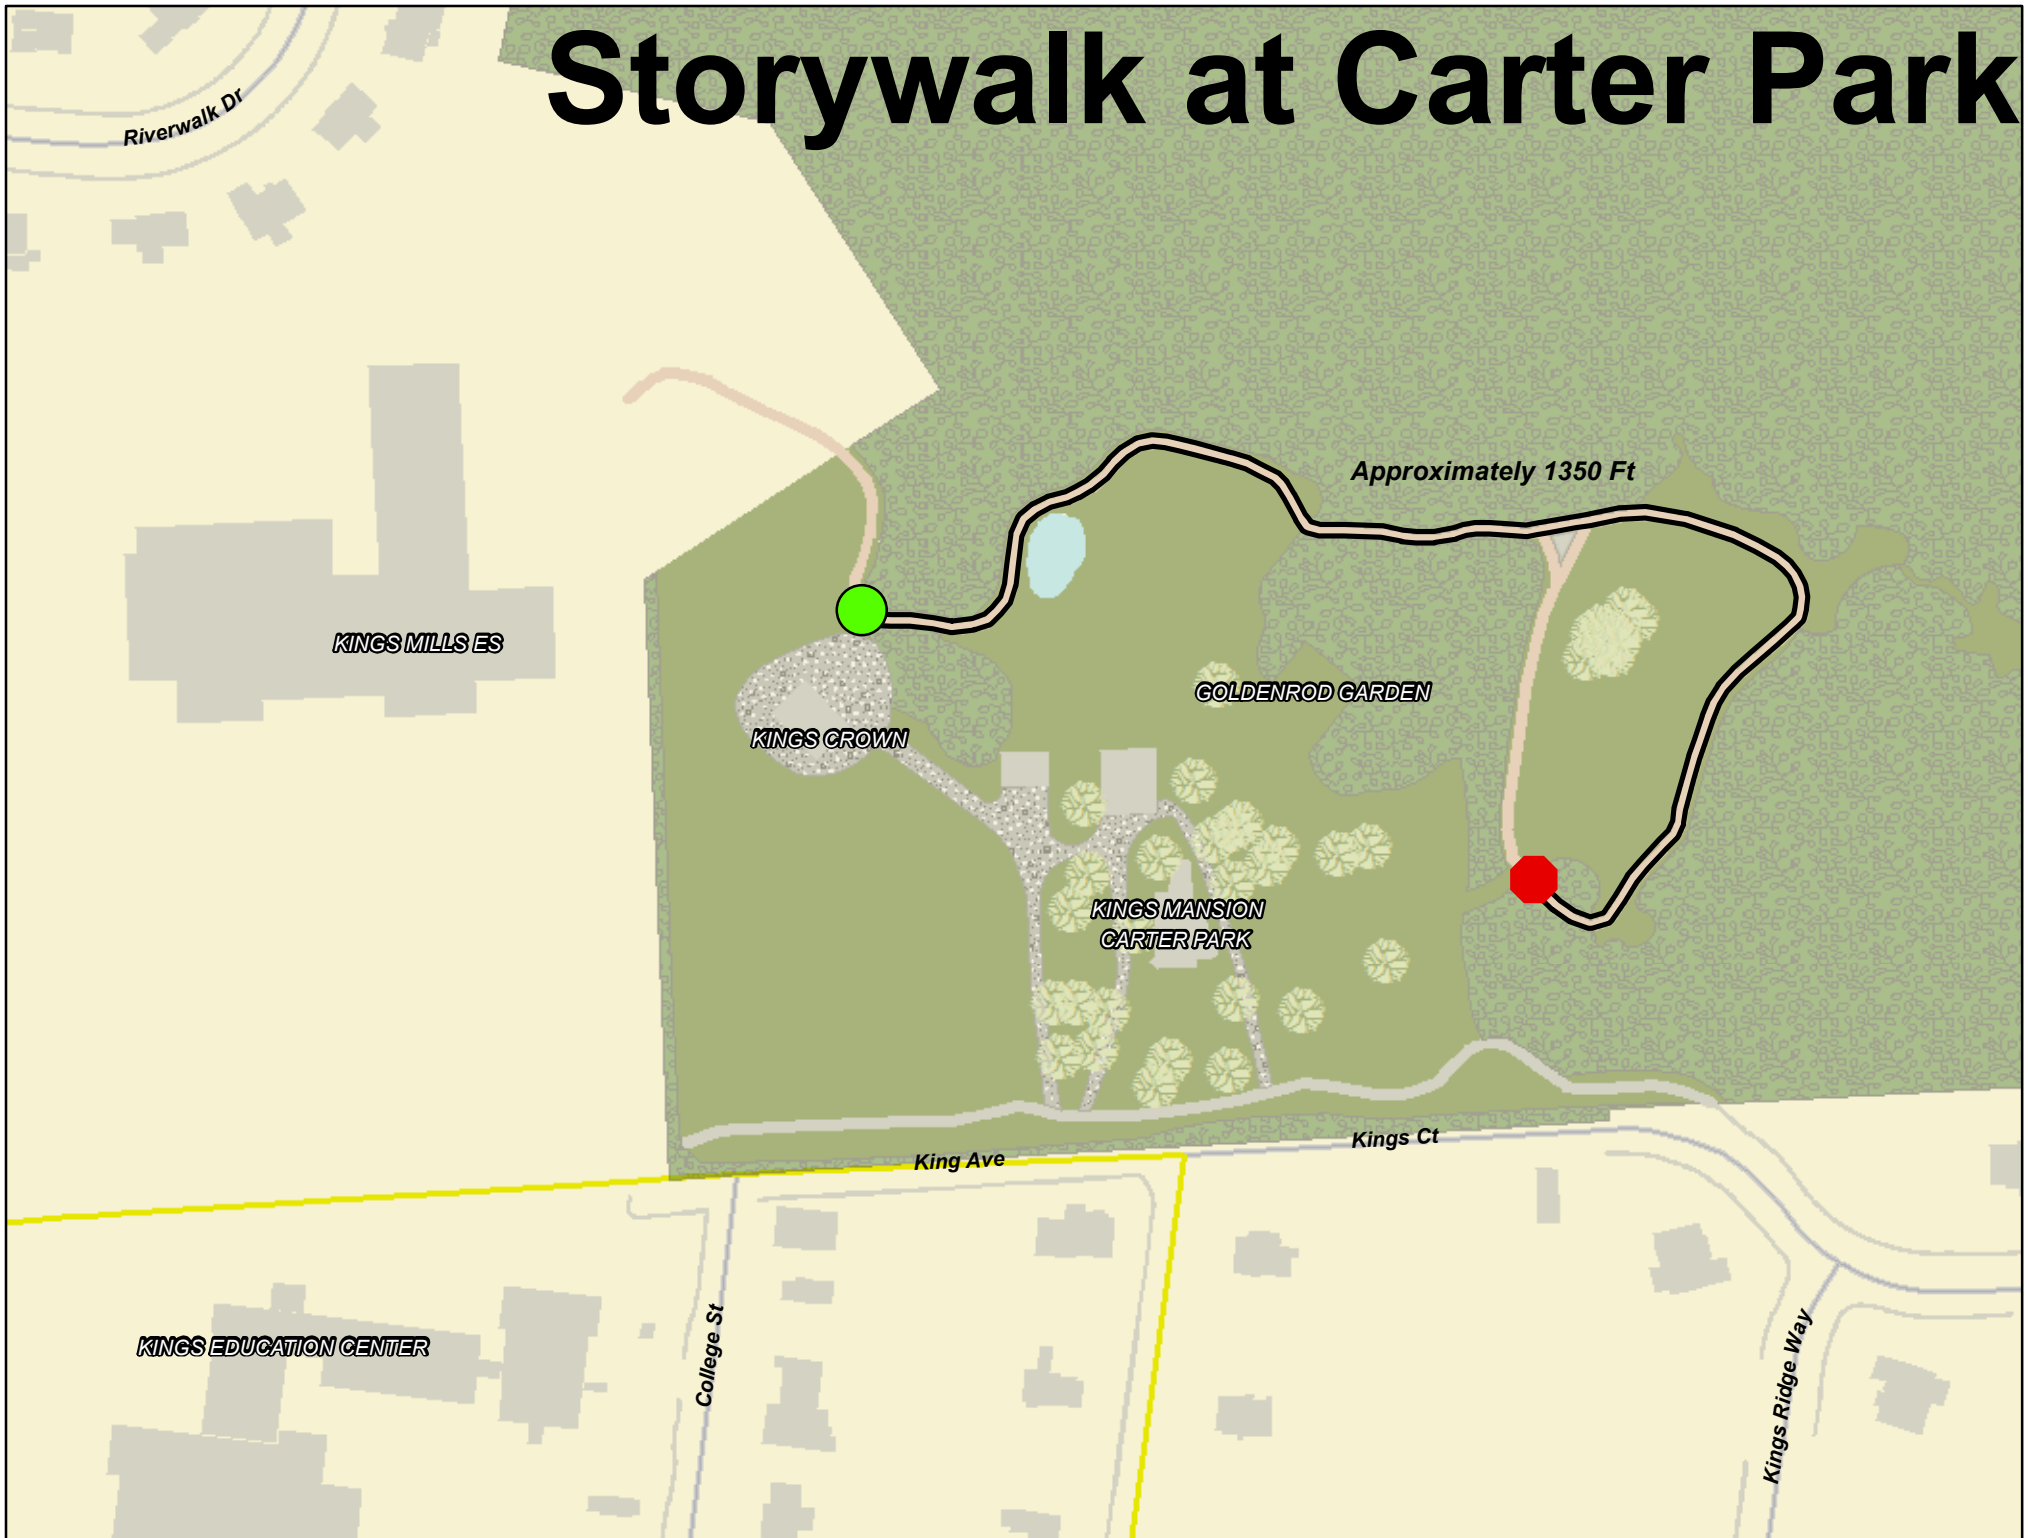 Storywalk at Carter Park
Riverwalk Dr
Approximately 1350 Ft
KINGS MILLS ES
GOLDENROD GARDEN
KINGS CROWN
KINGS MANSION
CARTER PARK
Kings Ct
King Ave
KINGS EDUCATION CENTER
College St
Kings Ridge Way